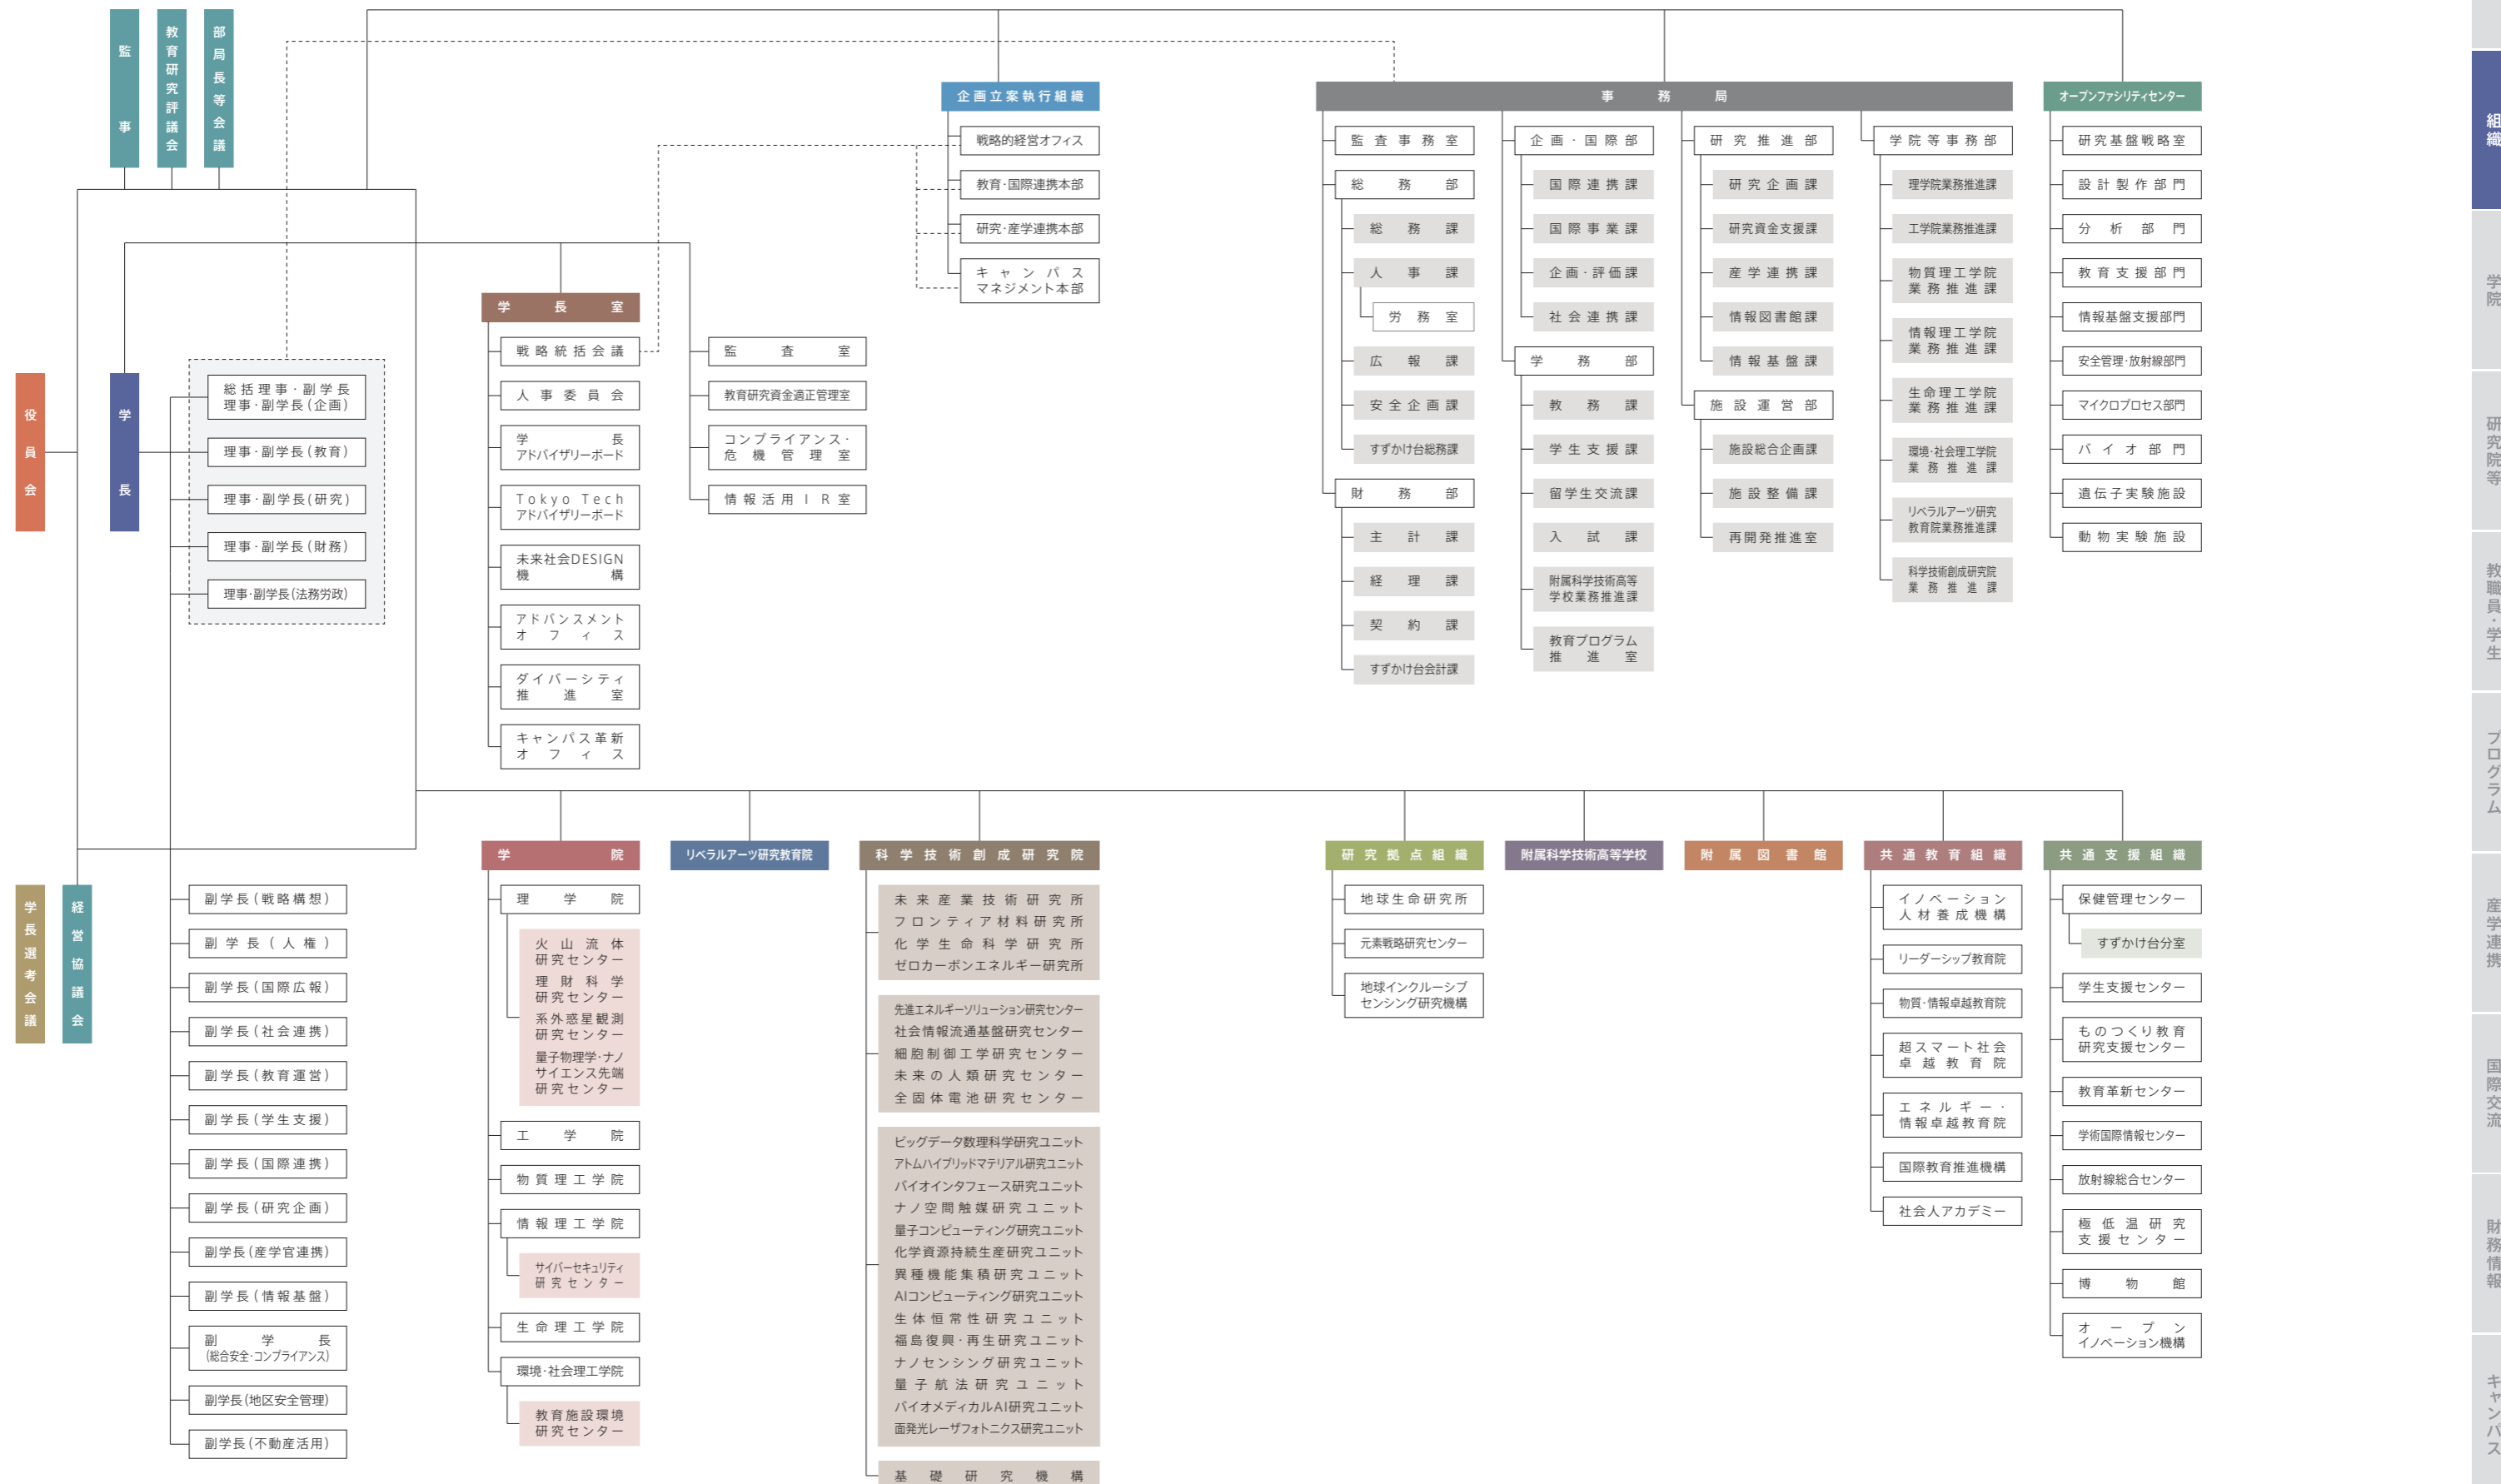 監事
教育研究評議会
部局長等会議
役員会
学長
学長選考会議
経営協議会
総括理事・副学長
理事・副学長(企画)
理事・副学長(教育)
理事・副学長(研究)
理事・副学長(財務)
理事・副学長(法務労政)
副学長(戦略構想)
副学長(人権)
副学長(国際広報)
副学長(社会連携)
副学長(教育運営)
副学長(学生支援)
副学長(国際連携)
副学長(研究企画)
副学長(産学官連携)
副学長(情報基盤)
副学長
(総合安全・コンプライアンス)
副学長(地区安全管理)
副学長(不動産活用)
学長室
戦略統括会議
人事委員会
学長
アドバイザリーボード
Tokyo Tech
アドバイザリーボード
未来社会DESIGN
機構
アドバンスメント
オフィス
ダイバーシティ
推進室
キャンパス革新
オフィス
監査室
教育研究資金適正管理室
コンプライアンス・
危機管理室
情報活用IR室
企画立案執行組織
戦略的経営オフィス
教育・国際連携本部
研究・産学連携本部
キャンパス
マネジメント本部
事務局
監査事務室
総務部
総務課
人事課
労務室
広報課
安全企画課
すずかけ台総務課
財務部
主計課
経理課
契約課
すずかけ台会計課
企画・国際部
国際連携課
国際事業課
企画・評価課
社会連携課
学務部
教務課
学生支援課
留学生交流課
入試課
附属科学技術高等
学校業務推進課
教育プログラム
推進室
研究推進部
研究企画課
研究資金支援課
産学連携課
情報図書館課
情報基盤課
施設運営部
施設総合企画課
施設整備課
再開発推進室
学院等事務部
理学院業務推進課
工学院業務推進課
物質理工学院
業務推進課
情報理工学院
業務推進課
生命理工学院
業務推進課
環境・社会理工学院
業務推進課
リベラルアーツ研究
教育院業務推進課
科学技術創成研究院
業務推進課
オープンファシリティセンター
研究基盤戦略室
設計製作部門
分析部門
教育支援部門
情報基盤支援部門
安全管理・放射線部門
マイクロプロセス部門
バイオ部門
遺伝子実験施設
動物実験施設
学院
理学院
火山流体
研究センター
理財科学
研究センター
系外惑星観測
研究センター
量子物理学・ナノ
サイエンス先端
研究センター
工学院
物質理工学院
情報理工学院
サイバーセキュリティ
研究センター
生命理工学院
環境・社会理工学院
教育施設環境
研究センター
リベラルアーツ研究教育院
科学技術創成研究院
未来産業技術研究所
フロンティア材料研究所
化学生命科学研究所
ゼロカーボンエネルギー研究所
先進エネルギーソリューション研究センター
社会情報流通基盤研究センター
細胞制御工学研究センター
未来の人類研究センター
全固体電池研究センター
ビッグデータ数理科学研究ユニット
アトムハイブリッドマテリアル研究ユニット
バイオインタフェース研究ユニット
ナノ空間触媒研究ユニット
量子コンピューティング研究ユニット
化学資源持続生産研究ユニット
異種機能集積研究ユニット
AIコンピューティング研究ユニット
生体恒常性研究ユニット
福島復興・再生研究ユニット
ナノセンシング研究ユニット
量子航法研究ユニット
バイオメディカルAI研究ユニット
面発光レーザフォトニクス研究ユニット
基礎研究機構
研究拠点組織
地球生命研究所
元素戦略研究センター
地球インクルーシブ
センシング研究機構
附属科学技術高等学校
附属図書館
共通教育組織
イノベーション
人材養成機構
リーダーシップ教育院
物質・情報卓越教育院
超スマート社会
卓越教育院
エネルギー・
情報卓越教育院
国際教育推進機構
社会人アカデミー
共通支援組織
保健管理センター
すずかけ台分室
学生支援センター
ものつくり教育
研究支援センター
教育革新センター
学術国際情報センター
放射線総合センター
極低温研究
支援センター
博物館
オープン
イノベーション機構
組織
学院
研究院等
教職員・学生
プログラム
産学連携
国際交流
財務情報
キャンパス